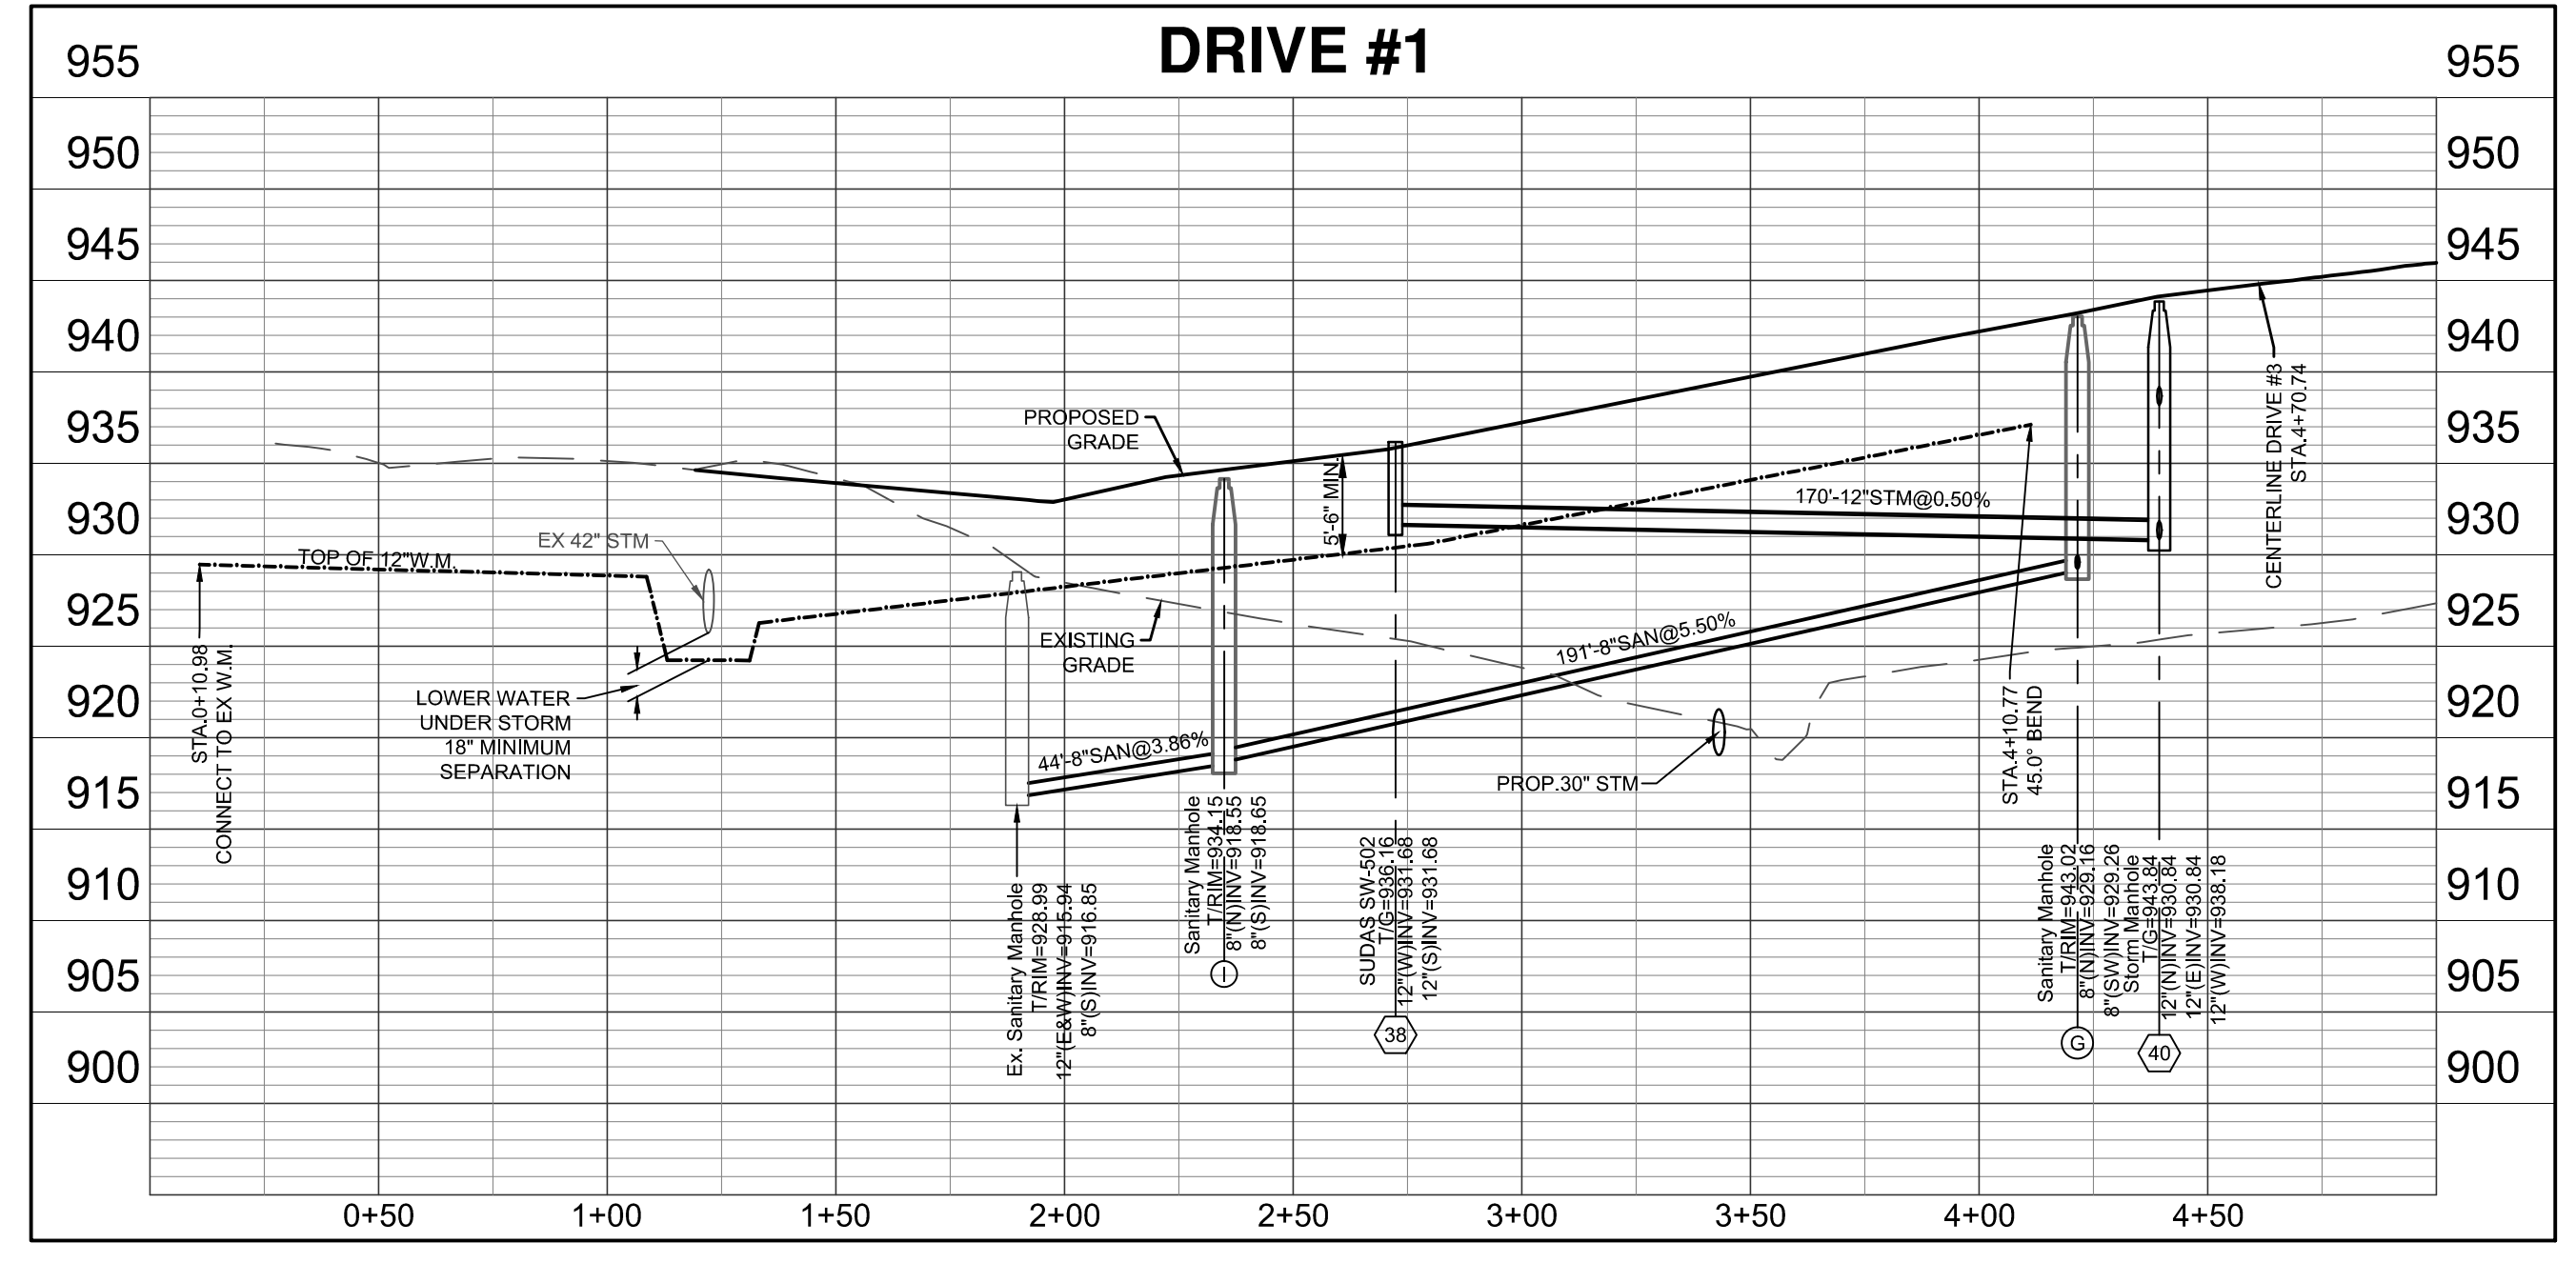 DRIVE #1
955
955
950
950
945
945
940
940
935
935
930
930
925
925
920
920
915
915
910
910
905
905
900
900
PROPOSED
GRADE
EX 42" STM
TOP OF 12"W.M.
5'-6" MIN.
170'-12"STM@0.50%
CENTERLINE DRIVE #3
STA.4+70.74
STA.0+10.98
CONNECT TO EX W.M.
LOWER WATER
UNDER STORM
18" MINIMUM
SEPARATION
EXISTING
GRADE
191'-8"SAN@5.50%
44'-8"SAN@3.86%
PROP.30" STM
STA.4+10.77
45.0° BEND
Ex. Sanitary Manhole
T/RIM=928.99
12"(E&W)INV=915.94
8"(S)INV=916.85
Sanitary Manhole
T/RIM=934.15
8"(N)INV=918.55
8"(S)INV=918.65
I
SUDAS SW-502
T/G=936.16
12"(W)INV=931.68
12"(S)INV=931.68
38
Sanitary Manhole
T/RIM=943.02
8"(N)INV=929.16
8"(SW)INV=929.26
G
Storm Manhole
T/G=943.84
12"(N)INV=930.84
12"(E)INV=930.84
12"(W)INV=938.18
40
0+50
1+00
1+50
2+00
2+50
3+00
3+50
4+00
4+50